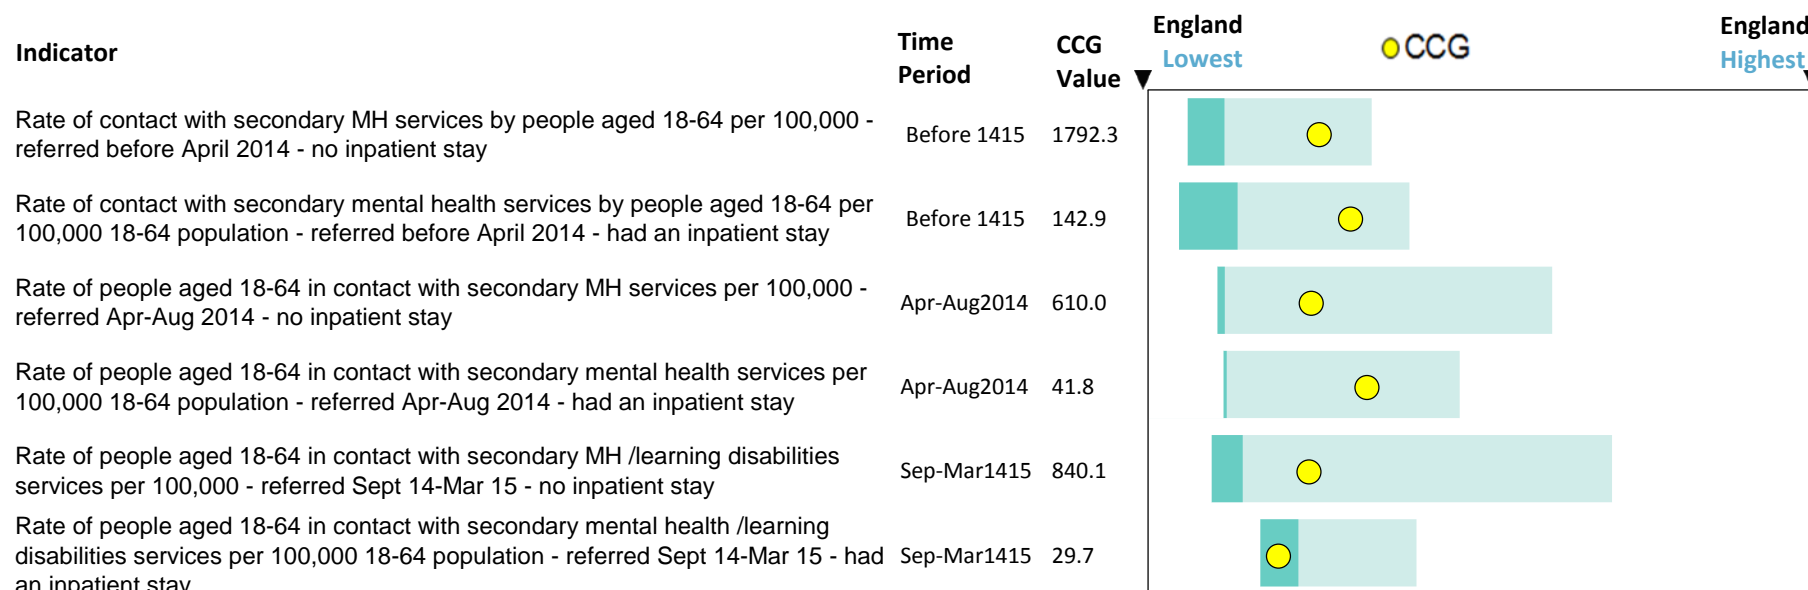 Indicator
Time Period
CCG Value
England Lowest
CCG
England Highest
Rate of contact with secondary MH services by people aged 18-64 per 100,000 -
referred before April 2014 - no inpatient stay
Before 1415 1792.3
Rate of contact with secondary mental health services by people aged 18-64 per
100,000 18-64 population - referred before April 2014 - had an inpatient stay
Before 1415 142.9
Rate of people aged 18-64 in contact with secondary MH services per 100,000 -
referred Apr-Aug 2014 - no inpatient stay
Apr-Aug2014 610.0
Rate of people aged 18-64 in contact with secondary mental health services per
100,000 18-64 population - referred Apr-Aug 2014 - had an inpatient stay
Apr-Aug2014 41.8
Rate of people aged 18-64 in contact with secondary MH /learning disabilities
services per 100,000 - referred Sept 14-Mar 15 - no inpatient stay
Sep-Mar1415 840.1
Rate of people aged 18-64 in contact with secondary mental health /learning
disabilities services per 100,000 18-64 population - referred Sept 14-Mar 15 - had
an inpatient stay
Sep-Mar1415 29.7